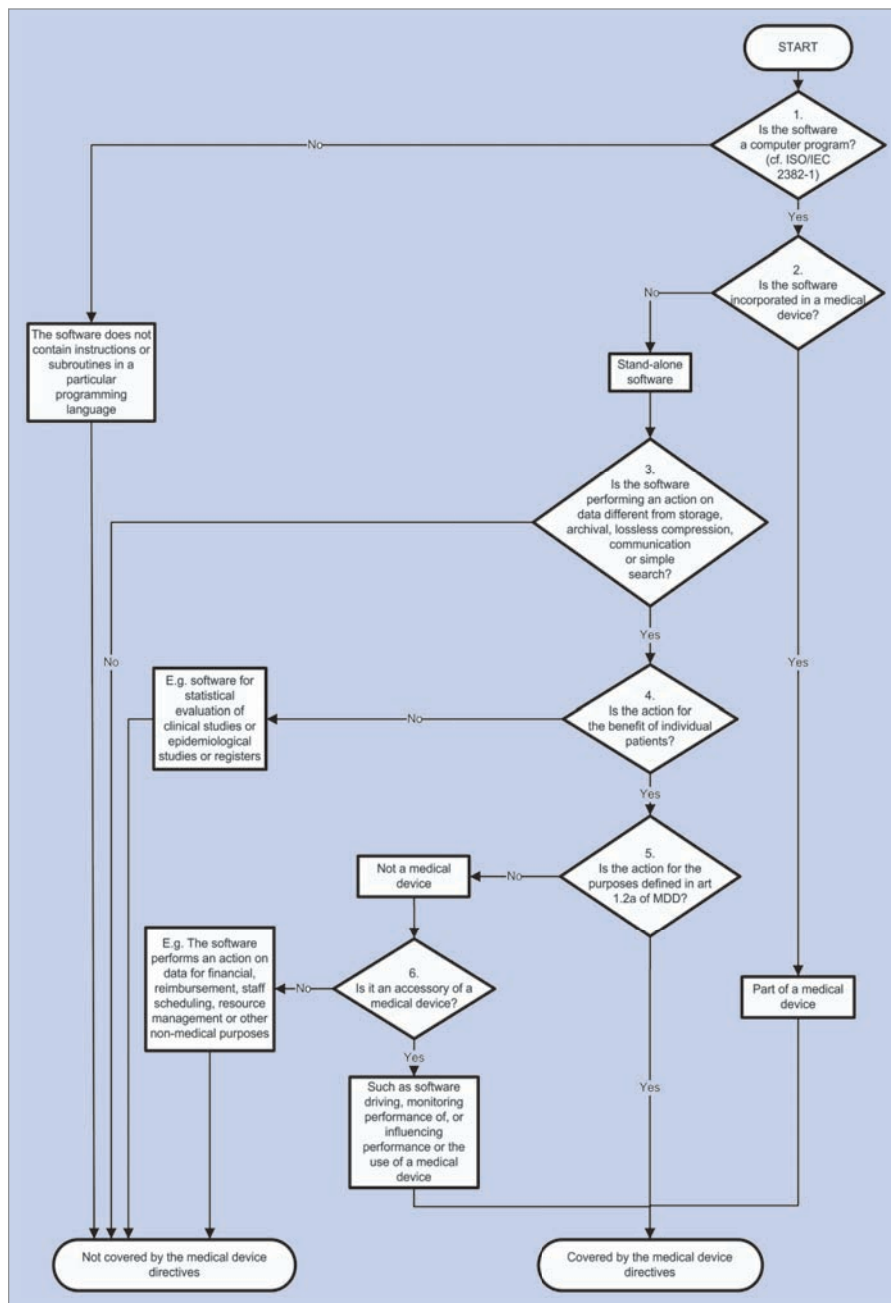 START
1.
Is the software
a computer program?
(cf. ISO/IEC
2382-1)
No
Yes
2.
Is the software
incorporated in a medical
device?
No
The software does not
contain instructions or
subroutines in a
particular
programming
language
Stand-alone
software
3.
Is the software
performing an action on
data different from storage,
archival, lossless compression,
communication
or simple
search?
Yes
No
Yes
E.g. software for
statistical
evaluation of
clinical studies or
epidemiological
studies or registers
No
4.
Is the action for
the benefit of individual
patients?
Yes
5.
Is the action for the
purposes defined in art
1.2a of MDD?
No
Not a medical
device
E.g. The software
performs an action on
data for financial,
reimbursement, staff
scheduling, resource
management or other
non-medical purposes
No
6.
Is it an accessory of a
medical device?
Part of a medical
device
Yes
Yes
Such as software
driving, monitoring
performance of, or
influencing
performance or the
use of a medical
device
Not covered by the medical device
directives
Covered by the medical device
directives